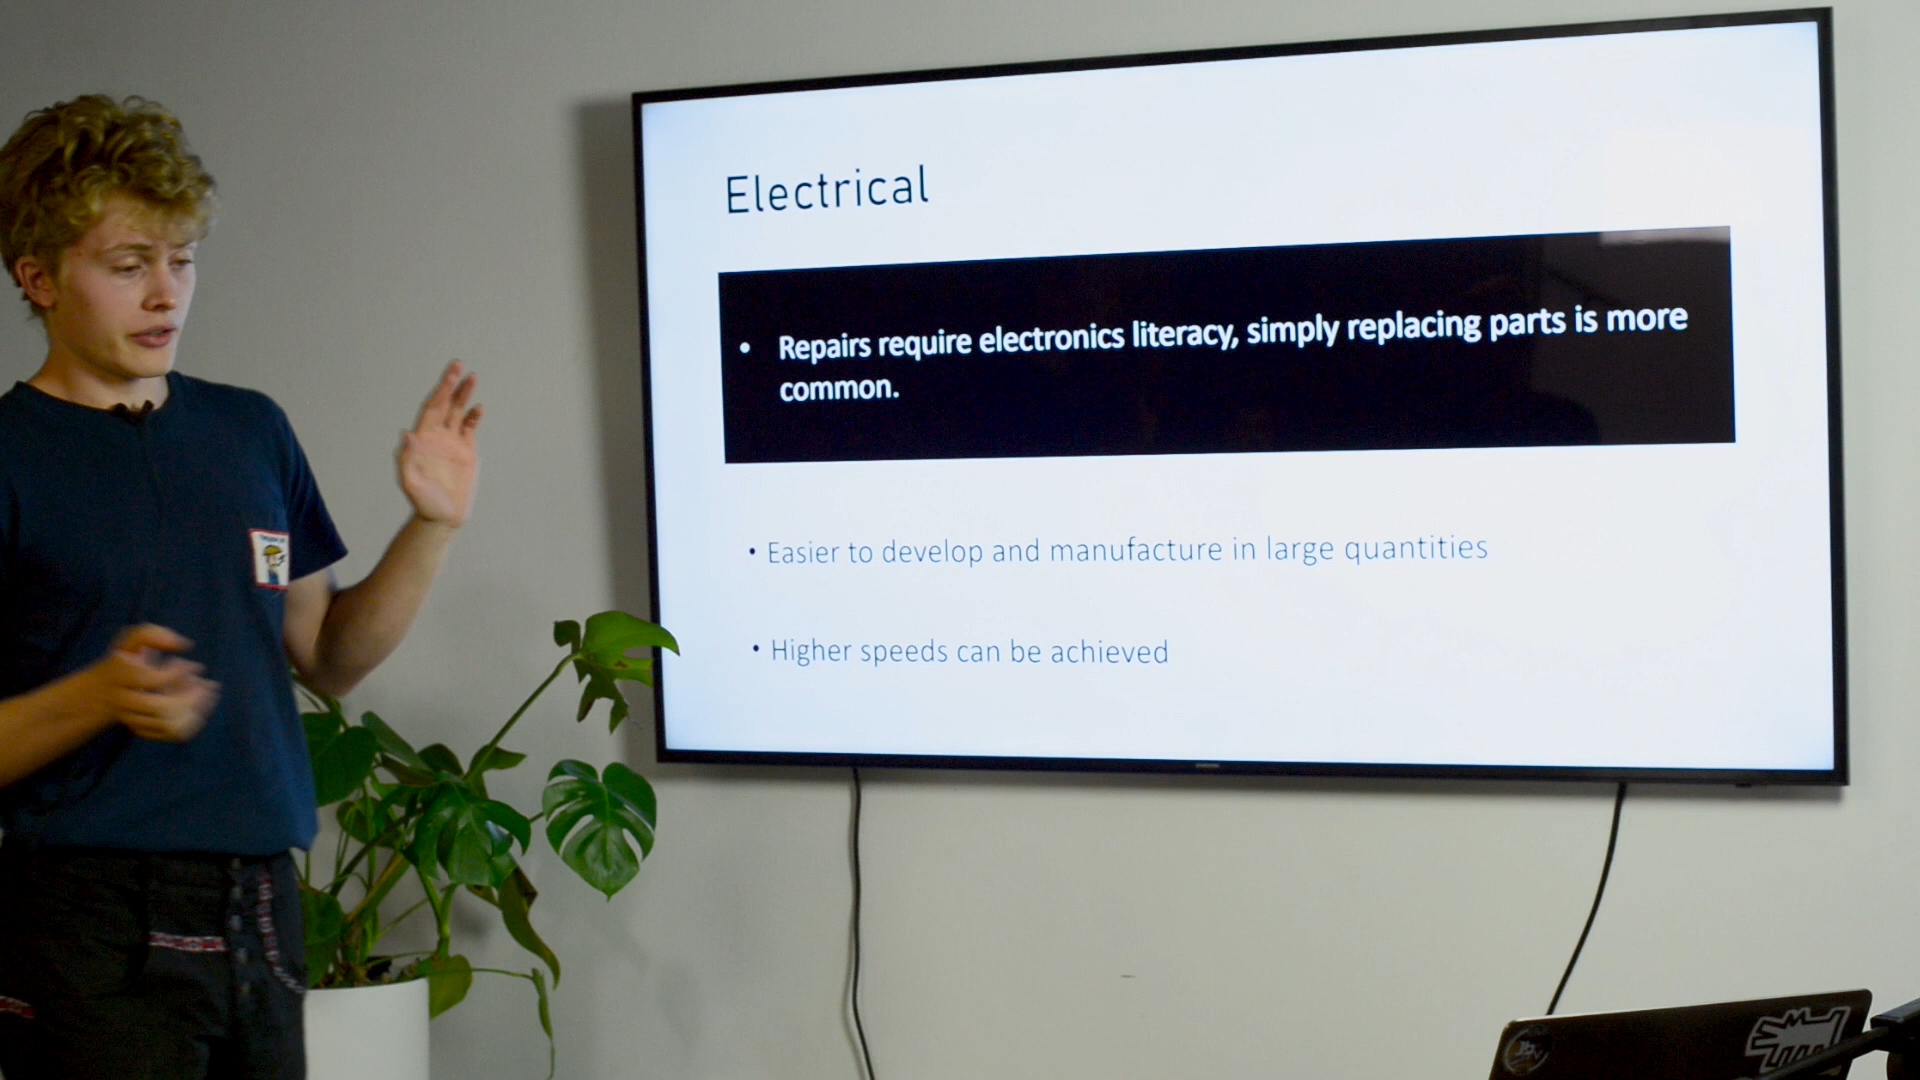 Electrical
• Repairs require electronics literacy, simply replacing parts is more
common.
• Easier to develop and manufacture in large quantities
• Higher speeds can be achieved